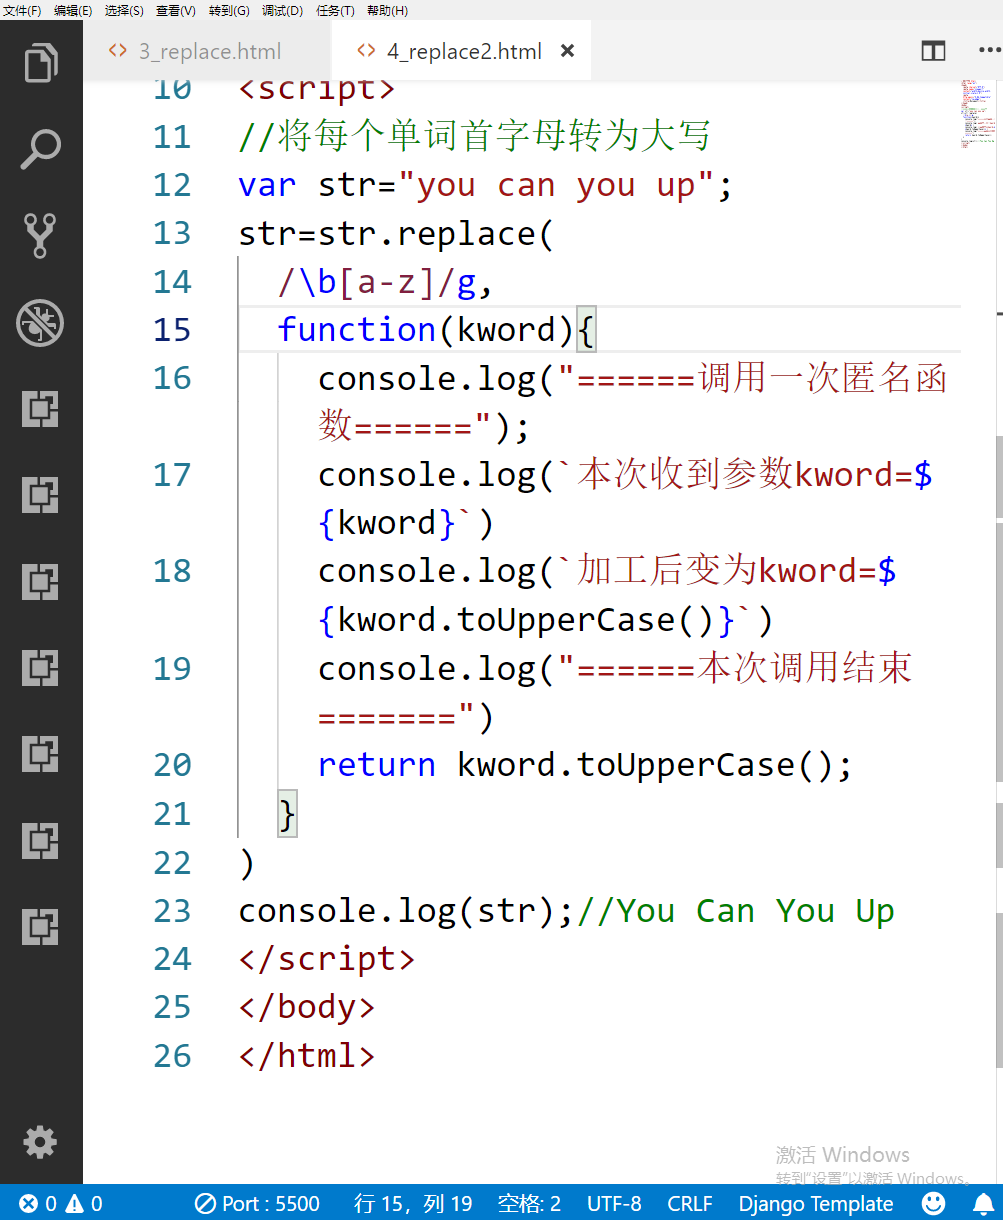 文件(F) 编辑(E) 选择(S) 查看(V) 转到(G) 调试(D) 任务(T) 帮助(H)
<> 3_replace.html <> 4_replace2.html ×
10 <script>
11 //将每个单词首字母转为大写
12 var str="you can you up";
13 str=str.replace(
14 /\b[a-z]/g,
15 function(kword){
16 console.log("======调用一次匿名函
数======");
17 console.log(`本次收到参数kword=$
{kword}`)
18 console.log(`加工后变为kword=$
{kword.toUpperCase()}`)
19 console.log("======本次调用结束
=======")
20 return kword.toUpperCase();
21 }
22 )
23 console.log(str);//You Can You Up
24 </script>
25 </body>
26 </html>
激活 Windows
转到"设置"以激活 Windows。
0 0 Port : 5500 行 15，列 19 空格: 2 UTF-8 CRLF Django Template